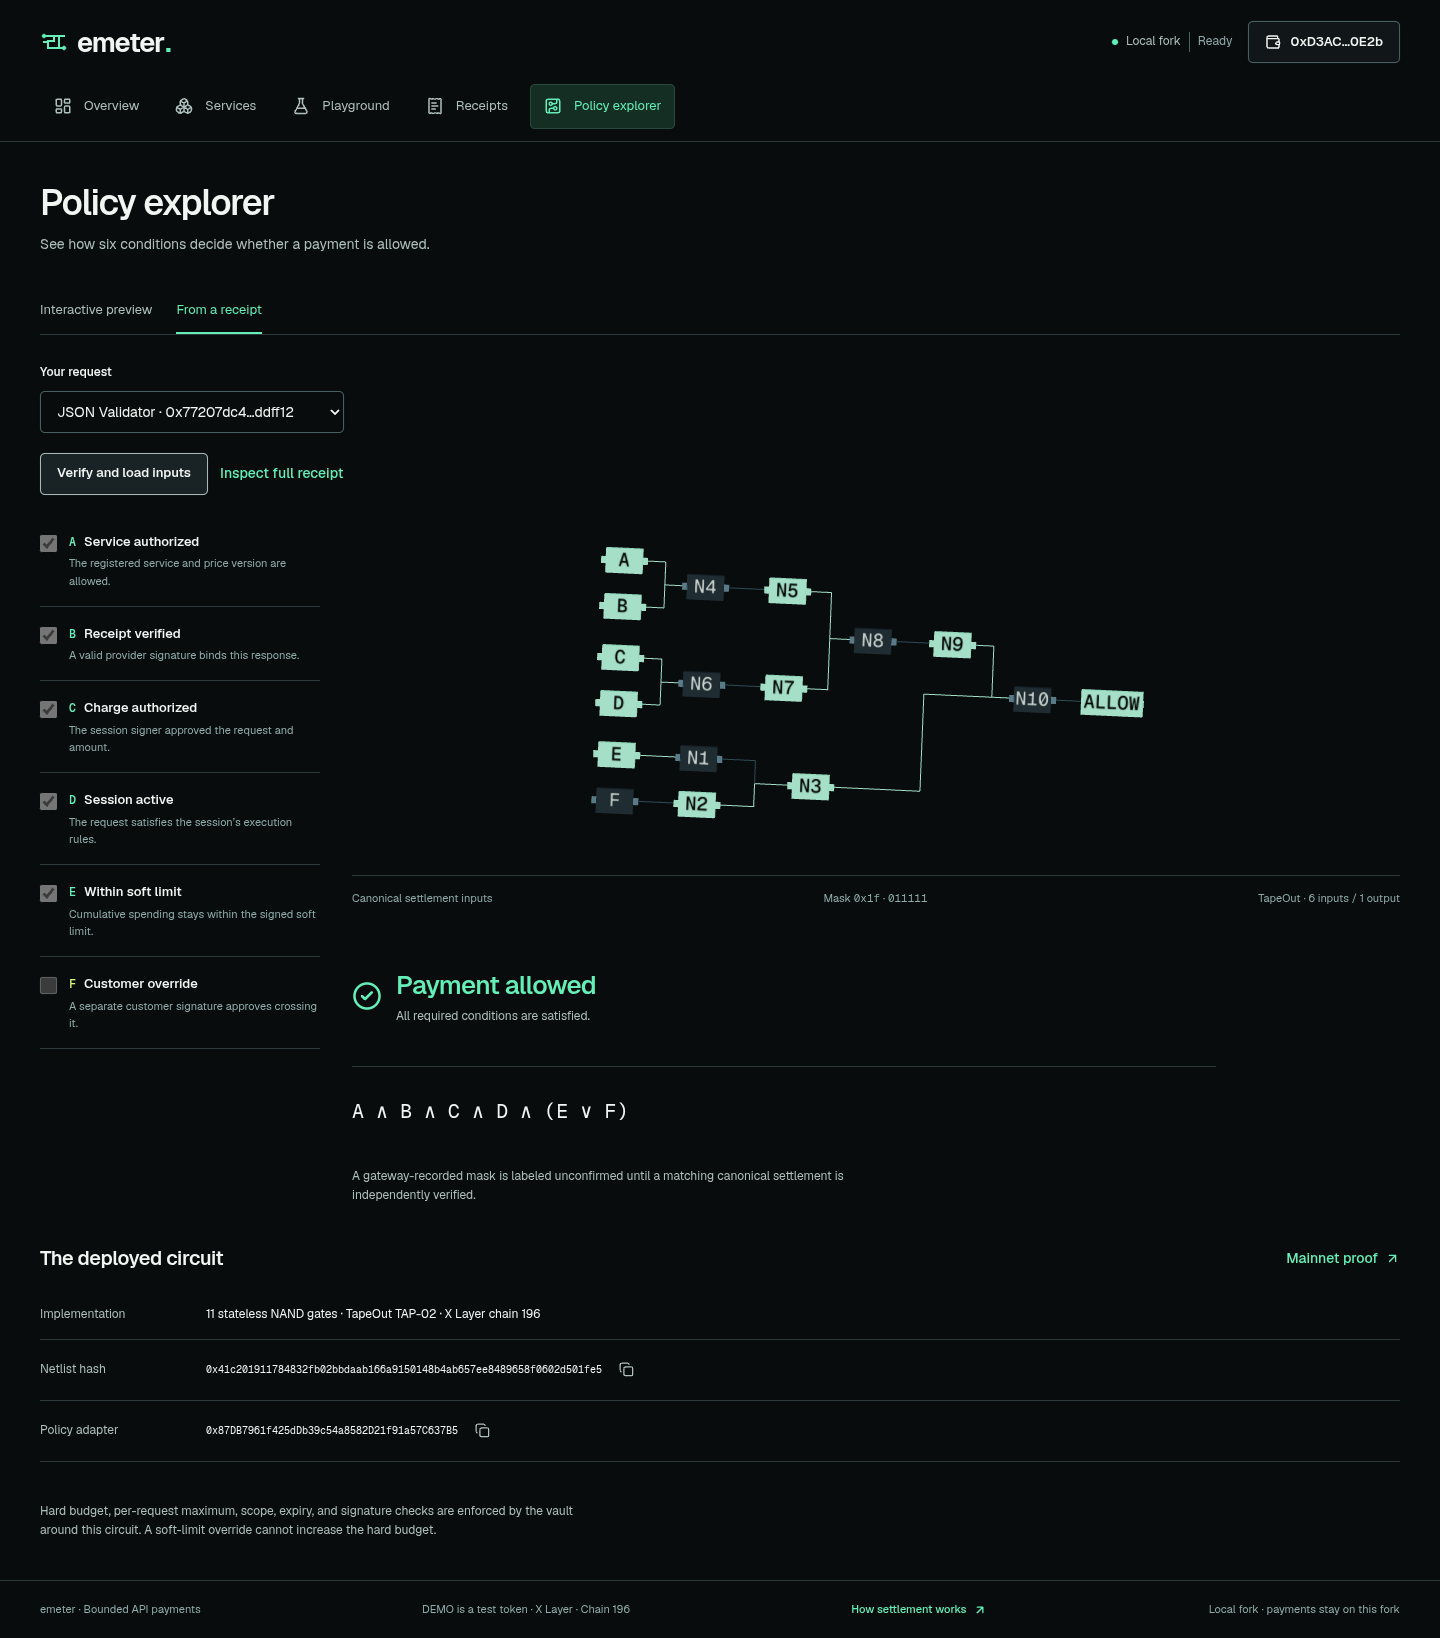 emeter.
Local fork
Ready
0xD3AC...0E2b
Overview
Services
Playground
Receipts
Policy explorer
Policy explorer
See how six conditions decide whether a payment is allowed.
Interactive preview
From a receipt
Your request
JSON Validator · 0x77207dc4…ddff12
Verify and load inputs
Inspect full receipt
A Service authorized
The registered service and price version are
allowed.
B Receipt verified
A valid provider signature binds this response.
C Charge authorized
The session signer approved the request and
amount.
D Session active
The request satisfies the session's execution
rules.
E Within soft limit
Cumulative spending stays within the signed soft
limit.
F Customer override
A separate customer signature approves crossing
it.
A
B
C
D
E
F
N4
N5
N6
N7
N1
N2
N3
N8
N9
N10
ALLOW
Canonical settlement inputs
Mask 0x1f · 011111
TapeOut · 6 inputs / 1 output
Payment allowed
All required conditions are satisfied.
A ∧ B ∧ C ∧ D ∧ (E ∨ F)
A gateway-recorded mask is labeled unconfirmed until a matching canonical settlement is
independently verified.
The deployed circuit
Mainnet proof
Implementation
11 stateless NAND gates · TapeOut TAP-02 · X Layer chain 196
Netlist hash
0x41c201911784832fb02bbdaab166a9150148b4ab657ee8489658f0602d501fe5
Policy adapter
0x87DB7961f425dDb39c54a8582D21f91a57C637B5
Hard budget, per-request maximum, scope, expiry, and signature checks are enforced by the vault
around this circuit. A soft-limit override cannot increase the hard budget.
emeter · Bounded API payments
DEMO is a test token · X Layer · Chain 196
How settlement works
Local fork · payments stay on this fork